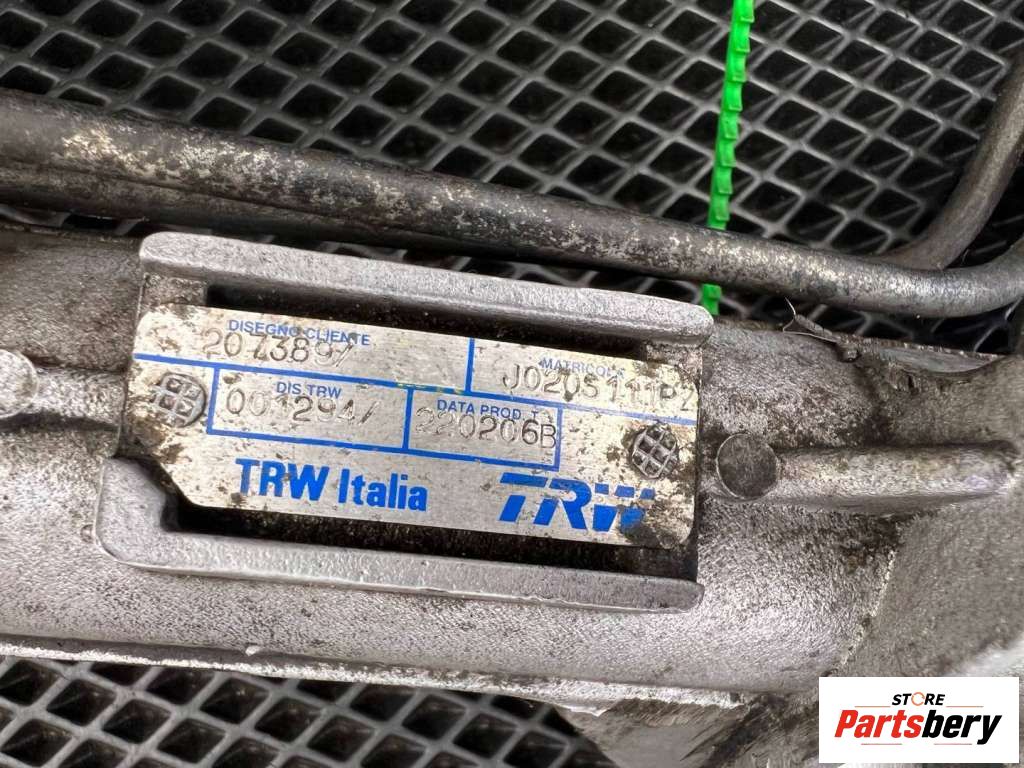 DISEGNO CLIENTE
2073897
MATRICOLA
J0205111PZ
DIS.TRW
0012947
DATA PROD.T
220206B
TRW Italia
TRW
STORE
Partsbery